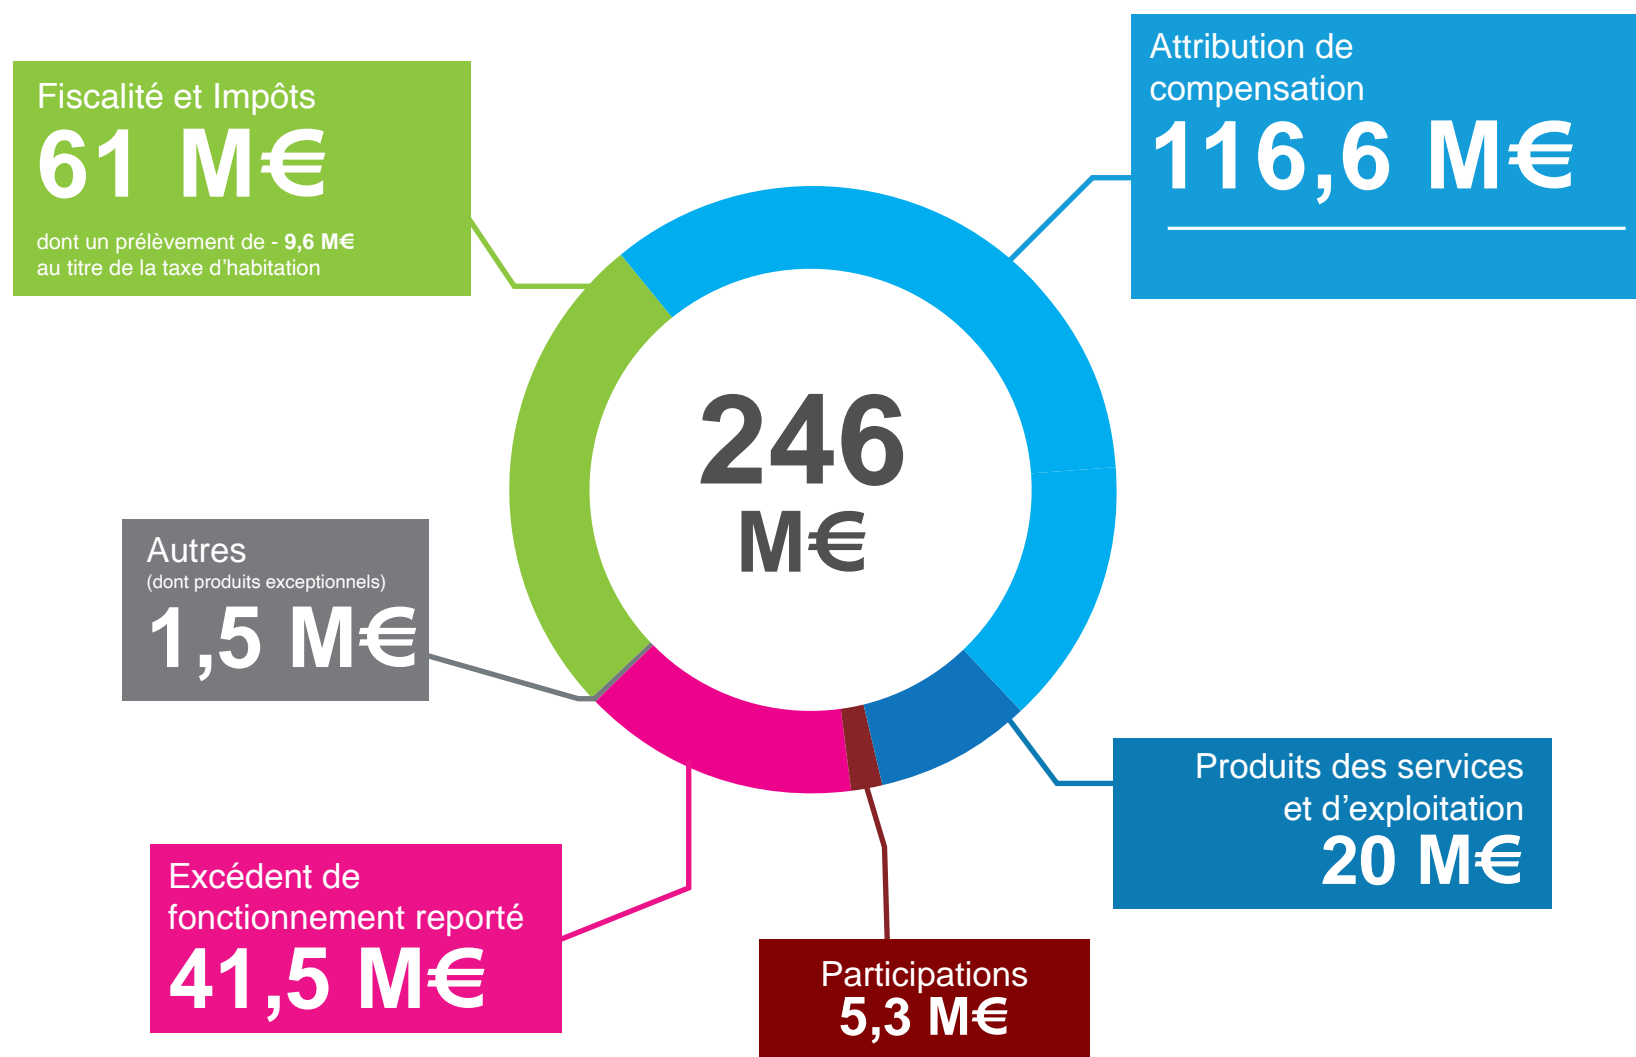 Fiscalité et Impôts
61 M€
dont un prélèvement de - 9,6 M€
au titre de la taxe d’habitation
Attribution de
compensation
116,6 M€
246
M€
Autres
(dont produits exceptionnels)
1,5 M€
Produits des services
et d’exploitation
20 M€
Excédent de
fonctionnement reporté
41,5 M€
Participations
5,3 M€